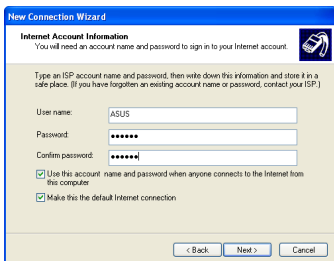 New Connection Wizard
Internet Account Information
You will need an account name and password to sign in to your Internet account.
Type an ISP account name and password, then write down this information and store it in a
safe place. (If you have forgotten an existing account name or password, contact your ISP.)
User name:
ASUS
Password:
••••••
Confirm password:
••••••
Use this account name and password when anyone connects to the Internet from
this computer
Make this the default Internet connection
< Back
Next >
Cancel